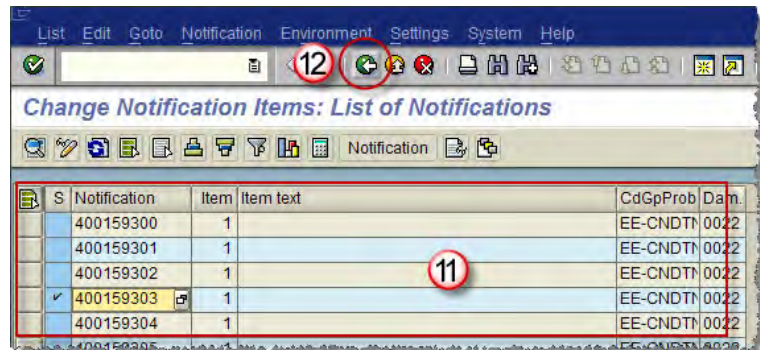 List Edit Goto Notification Environment Settings System Help
12
Change Notification Items: List of Notifications
Notification
S Notification Item Item text CdGpProb Dam.
400159300 1 EE-CNDTN 0022
400159301 1 EE-CNDTN 0022
400159302 1 EE-CNDTN 0022
11
400159303 1 EE-CNDTN 0022
400159304 1 EE-CNDTN 0022